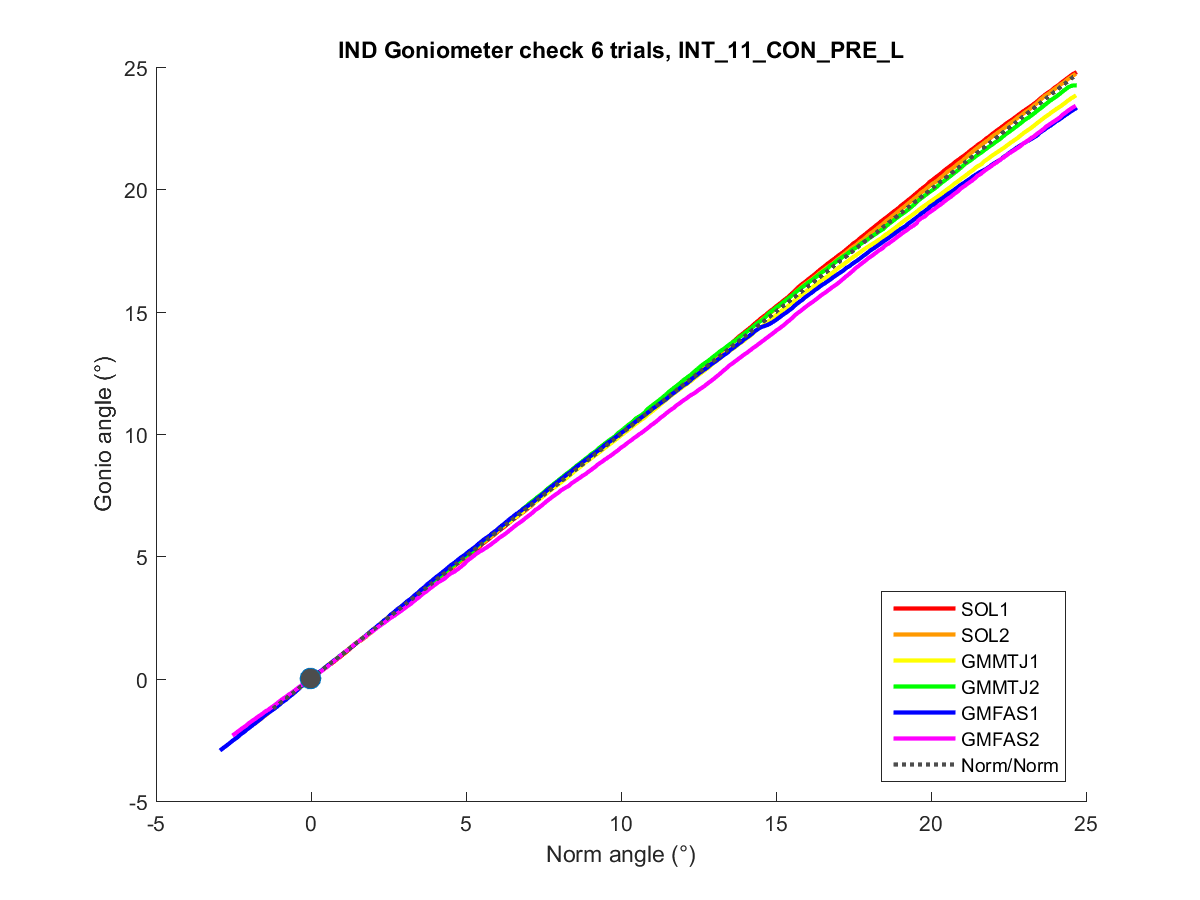 IND Goniometer check 6 trials, INT_11_CON_PRE_L
25
20
15
10
5
0
-5
Gonio angle (°)
-5 0 5 10 15 20 25
Norm angle (°)
SOL1
SOL2
GMMTJ1
GMMTJ2
GMFAS1
GMFAS2
Norm/Norm